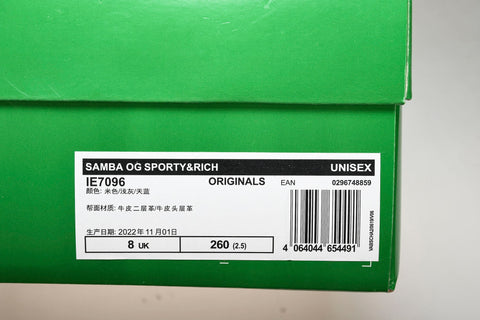 SAMBA OG SPORTY&RICH UNISEX
IE7096 ORIGINALS EAN 0296748859
颜色: 米色/浅灰/天蓝
帮面材质: 牛皮二层革/牛皮头层革
生产日期: 2022年 11月01日
8 UK 260 (2.5)
4 064044 654491